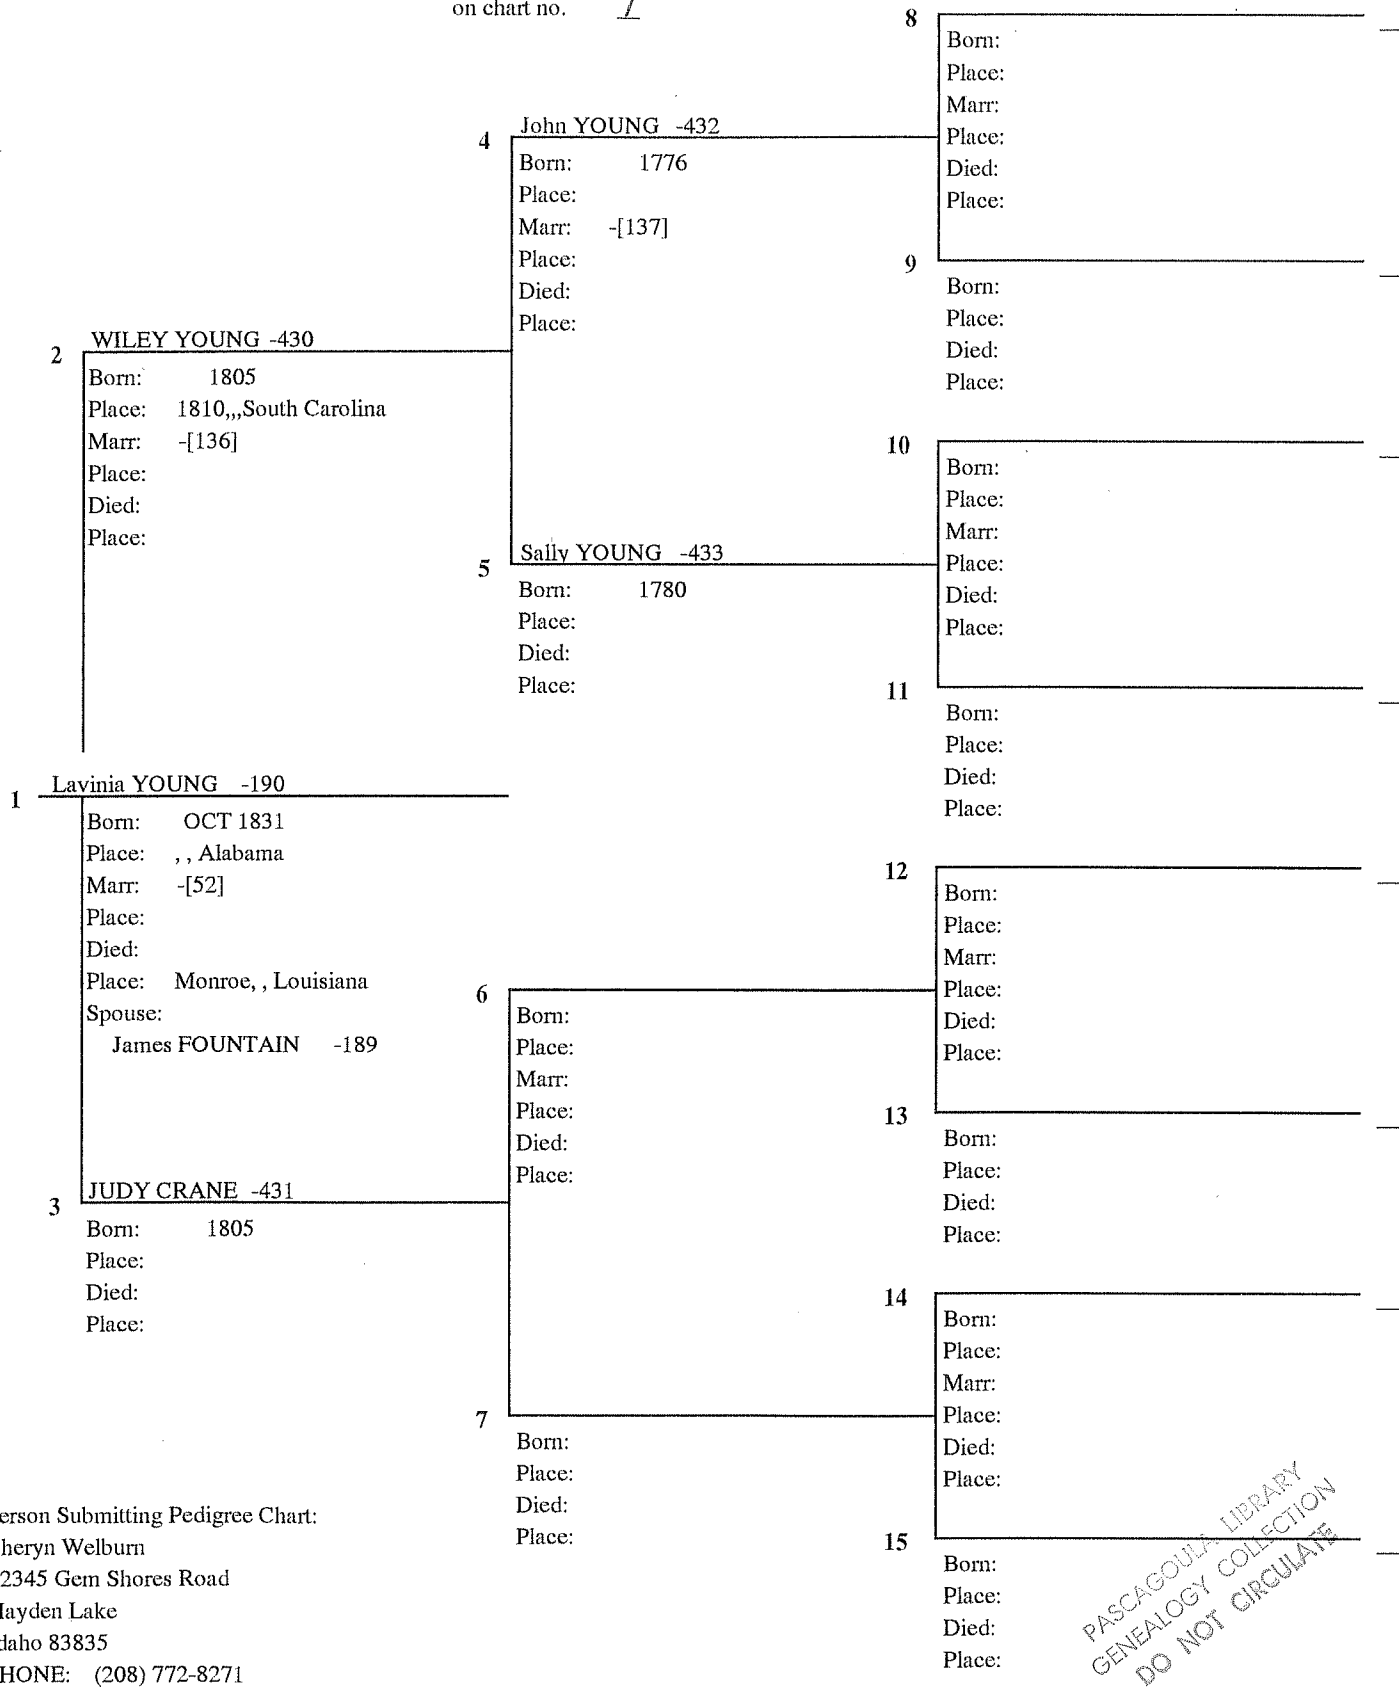 on chart no. 1
8
Born:
Place:
Marr:
Place:
Died:
Place:
4
John YOUNG -432
Born: 1776
Place:
Marr: -[137]
Place:
Died:
Place:
9
Born:
Place:
Died:
Place:
2
WILEY YOUNG -430
Born: 1805
Place: 1810,,,South Carolina
Marr: -[136]
Place:
Died:
Place:
10
Born:
Place:
Marr:
Place:
Died:
Place:
5
Sally YOUNG -433
Born: 1780
Place:
Died:
Place:
11
Born:
Place:
Died:
Place:
1
Lavinia YOUNG -190
Born: OCT 1831
Place: , , Alabama
Marr: -[52]
Place:
Died:
Place: Monroe, , Louisiana
Spouse:
James FOUNTAIN -189
12
Born:
Place:
Marr:
Place:
Died:
Place:
6
Born:
Place:
Marr:
Place:
Died:
Place:
13
Born:
Place:
Died:
Place:
3
JUDY CRANE -431
Born: 1805
Place:
Died:
Place:
14
Born:
Place:
Marr:
Place:
Died:
Place:
7
Born:
Place:
Died:
Place:
15
Born:
Place:
Died:
Place:
erson Submitting Pedigree Chart:
heryn Welburn
2345 Gem Shores Road
ayden Lake
daho 83835
HONE: (208) 772-8271
PASCAGOULA LIBRARY
GENEALOGY COLLECTION
DO NOT CIRCULATE